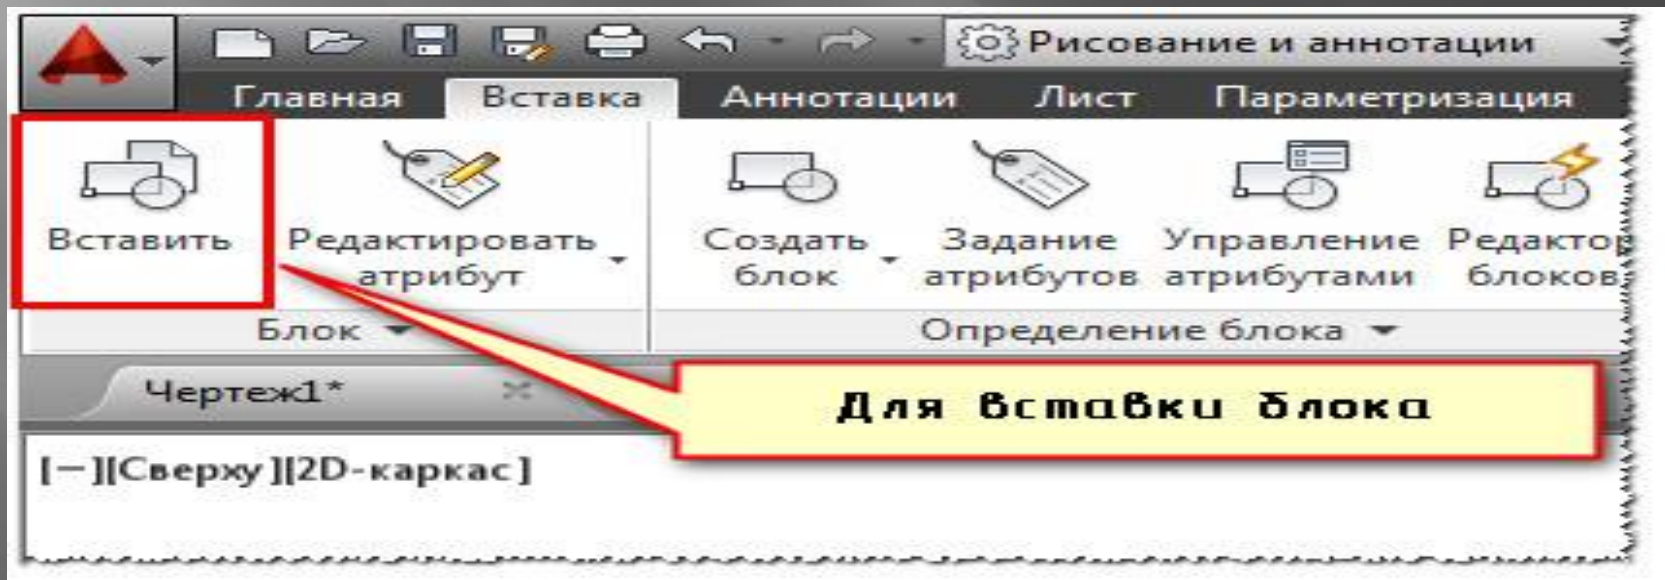 Рисование и аннотации
Главная Вставка Аннотации Лист Параметризация
Вставить Редактировать атрибут Создать блок Задание атрибутов Управление атрибутами Редактор блоков
Блок Определение блока
Чертеж1*
Для вставки блока
[−][Сверху][2D-каркас]